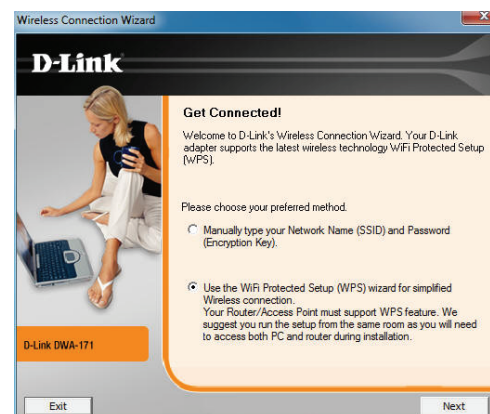 Wireless Connection Wizard
D-Link
Get Connected!
Welcome to D-Link's Wireless Connection Wizard. Your D-Link
adapter supports the latest wireless technology WiFi Protected Setup
(WPS).
Please choose your preferred method.
Manually type your Network Name (SSID) and Password
(Encryption Key).
Use the WiFi Protected Setup (WPS) wizard for simplified
Wireless connection.
Your Router/Access Point must support WPS feature. We
suggest you run the setup from the same room as you will need
to access both PC and router during installation.
D-Link DWA-171
Exit
Next